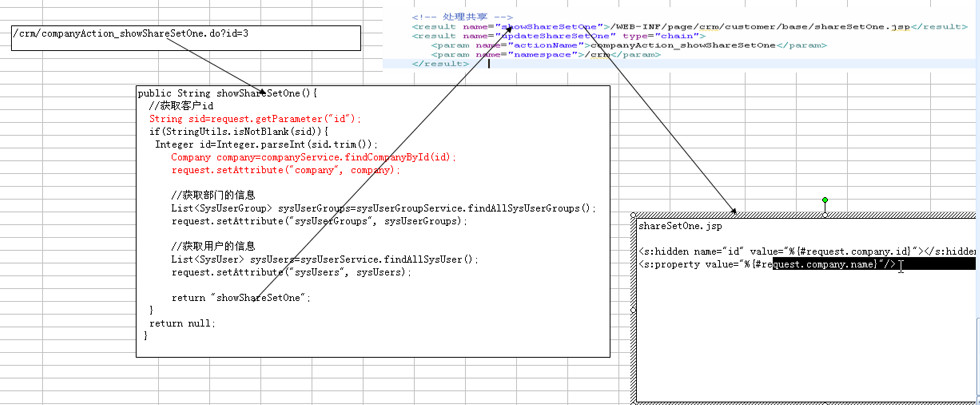 /crm/companyAction_showShareSetOne.do?id=3
<!-- 处理共享 -->
<result name="showShareSetOne">/WEB-INF/page/crm/customer/base/shareSetOne.jsp</result>
<result name="updateShareSetOne" type="chain">
<param name="actionName">companyAction_showShareSetOne</param>
<param name="namespace">/crm</param>
</result>
public String showShareSetOne(){
//获取客户id
String sid=request.getParameter("id");
if(StringUtils.isNotBlank(sid)){
Integer id=Integer.parseInt(sid.trim());
Company company=companyService.findCompanyById(id);
request.setAttribute("company", company);
//获取部门的信息
List<SysUserGroup> sysUserGroups=sysUserGroupService.findAllSysUserGroups();
request.setAttribute("sysUserGroups", sysUserGroups);
//获取用户的信息
List<SysUser> sysUsers=sysUserService.findAllSysUser();
request.setAttribute("sysUsers", sysUsers);
return "showShareSetOne";
}
return null;
}
shareSetOne.jsp
<s:hidden name="id" value="%{#request.company.id}"></s:hidden
<s:property value="%{#request.company.name}"/>